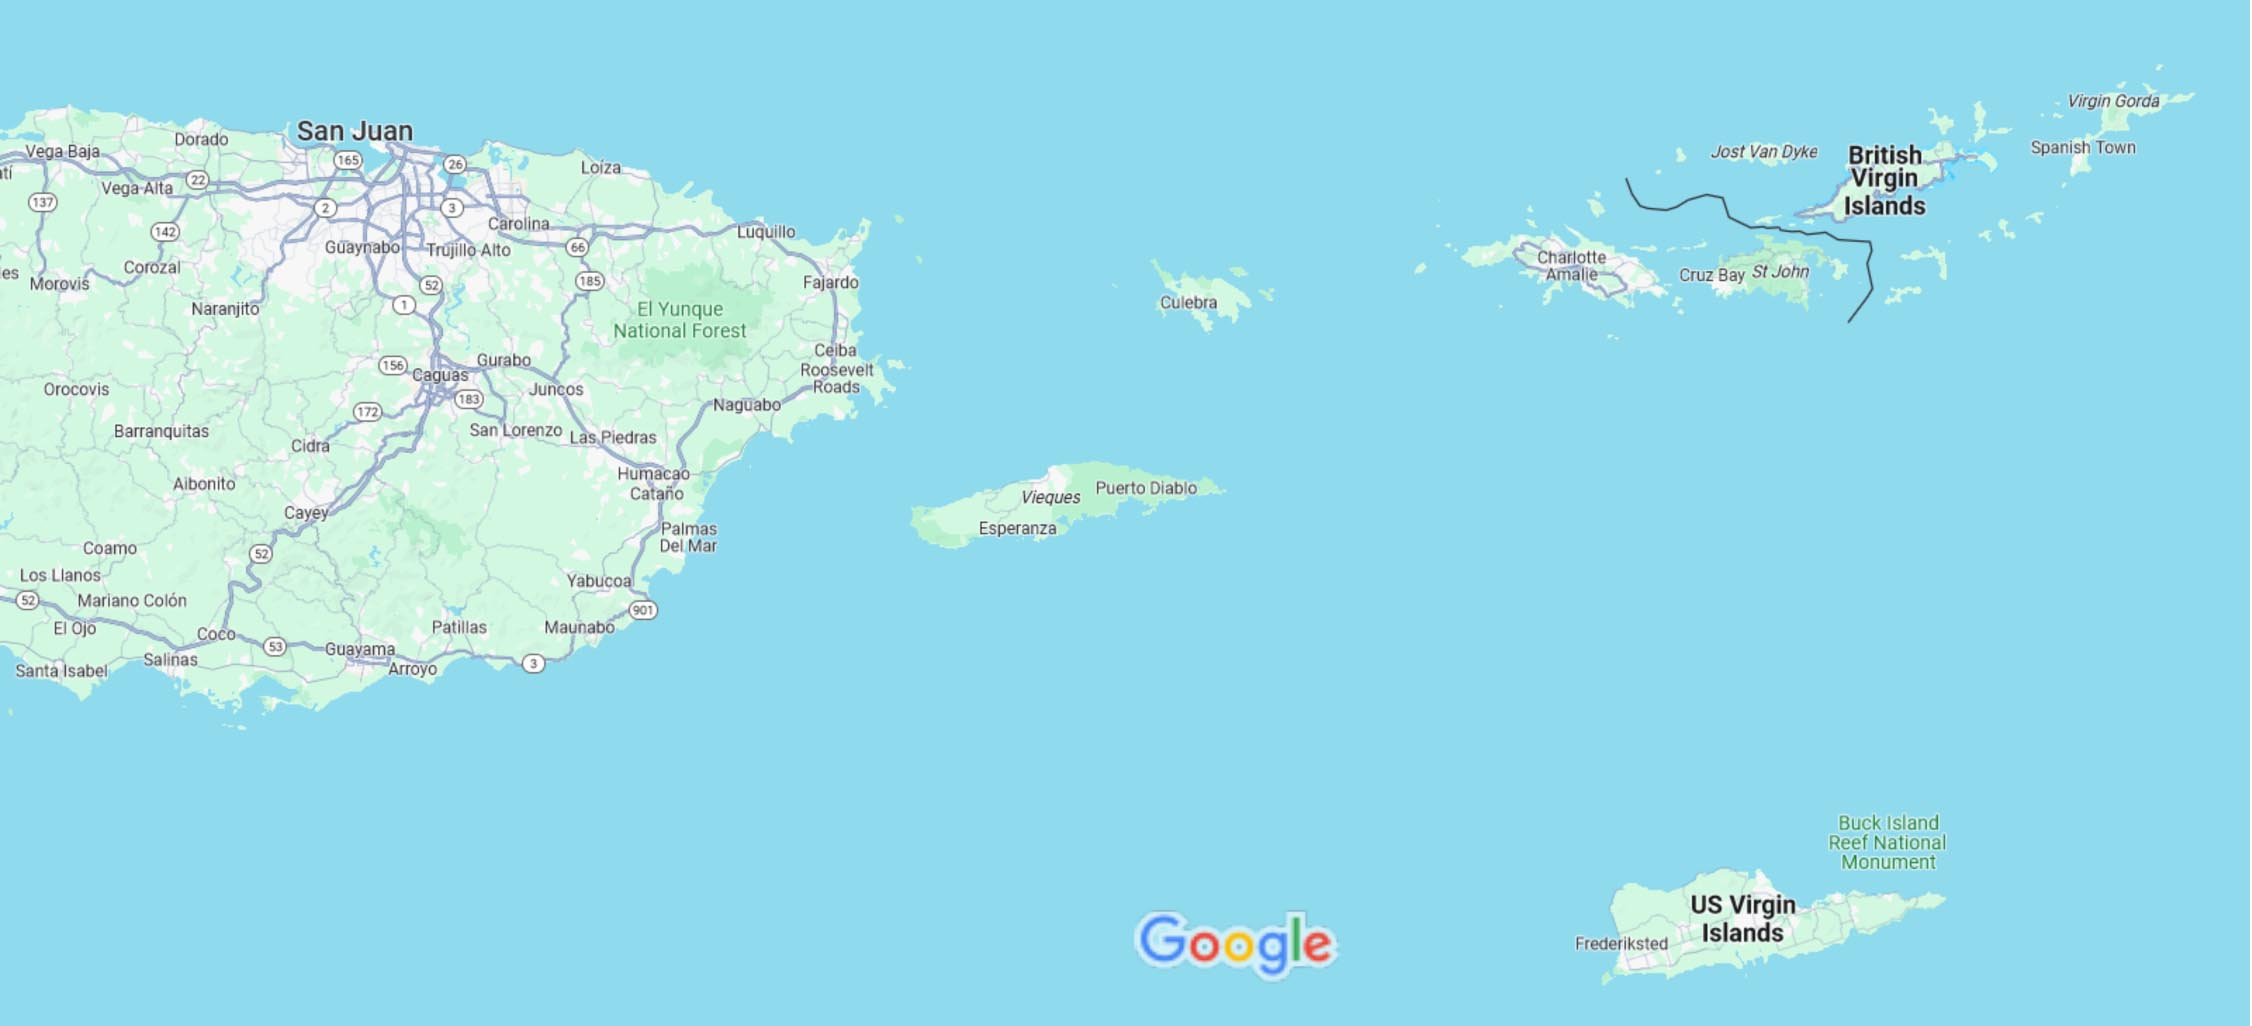 Virgin Gorda
San Juan
Dorado
Vega Baja
Jost Van Dyke
British
Virgin
Islands
Spanish Town
165
26
Loíza
tí
22
Vega Alta
137
2
3
Carolina
142
Luquillo
Guaynabo
Trujillo Alto
66
Charlotte
Amalie
Corozal
les
Morovis
52
185
Fajardo
Cruz Bay
St John
Naranjito
1
El Yunque
National Forest
Culebra
Ceiba
156
Gurabo
Roosevelt
Roads
Caguas
Orocovis
Juncos
183
172
Naguabo
Barranquitas
San Lorenzo
Las Piedras
Cidra
Humacao
Aibonito
Cataño
Vieques
Puerto Diablo
Cayey
Palmas
Del Mar
Esperanza
Coamo
52
Los Llanos
Yabucoa
52
Mariano Colón
901
El Ojo
Coco
Patillas
Maunabo
53
Guayama
Salinas
3
Santa Isabel
Arroyo
Buck Island
Reef National
Monument
US Virgin
Islands
Frederiksted
Google